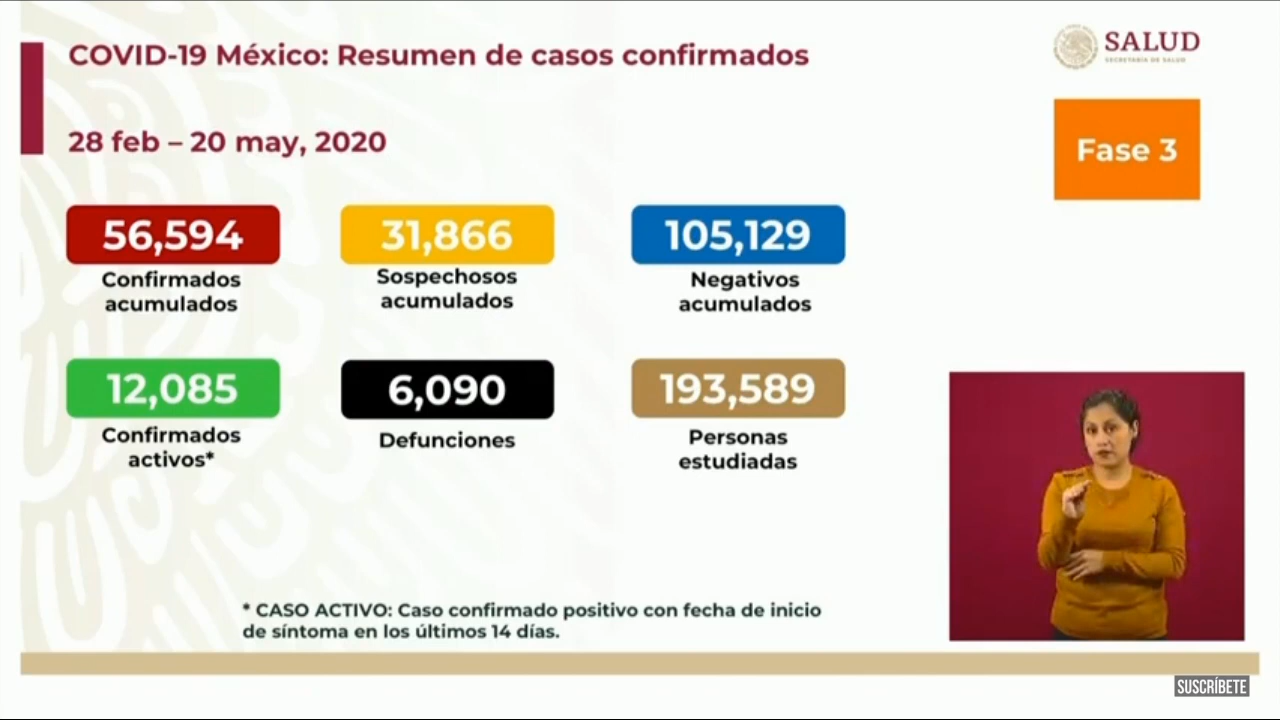 COVID-19 México: Resumen de casos confirmados
SALUD
SECRETARÍA DE SALUD
28 feb – 20 may, 2020
Fase 3
56,594
Confirmados
acumulados
31,866
Sospechosos
acumulados
105,129
Negativos
acumulados
12,085
Confirmados
activos*
6,090
Defunciones
193,589
Personas
estudiadas
* CASO ACTIVO: Caso confirmado positivo con fecha de inicio
de síntoma en los últimos 14 días.
SUSCRÍBETE